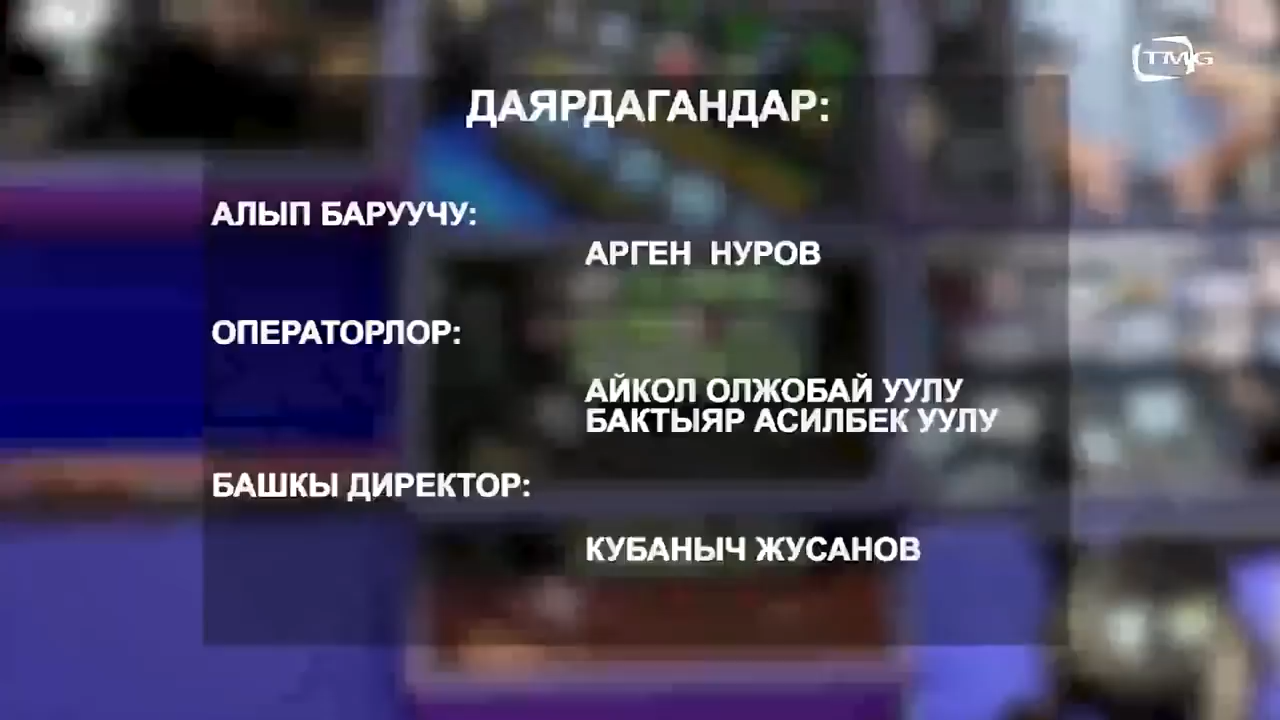 TMG
ДАЯРДАГАНДАР:
АЛЫП БАРУУЧУ:
АРГЕН НУРОВ
ОПЕРАТОРЛОР:
АЙКОЛ ОЛЖОБАЙ УУЛУ
БАКТЫЯР АСИЛБЕК УУЛУ
БАШКЫ ДИРЕКТОР:
КУБАНЫЧ ЖУСАНОВ